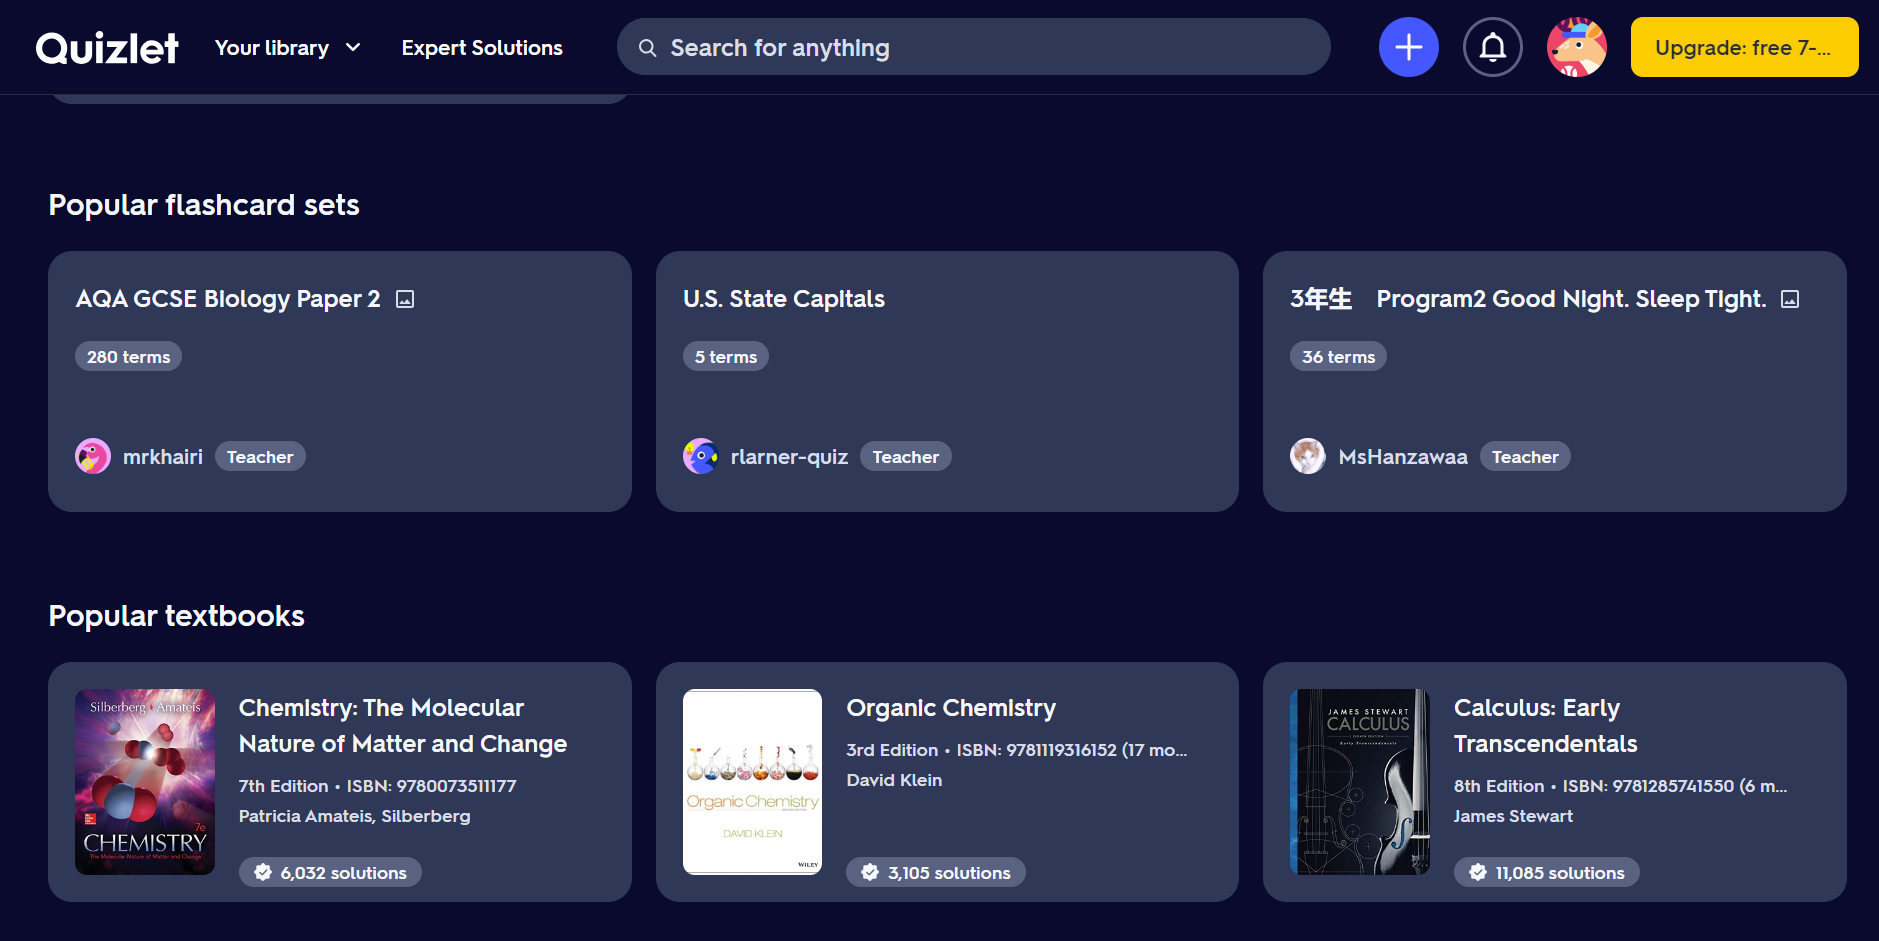 Quizlet
Your library
Expert Solutions
Search for anything
Upgrade: free 7-...
Popular flashcard sets
AQA GCSE Biology Paper 2
280 terms
mrkhairi Teacher
U.S. State Capitals
5 terms
rlarner-quiz Teacher
3年生　Program2 Good Night. Sleep Tight.
36 terms
MsHanzawaa Teacher
Popular textbooks
Silberberg Amateis
7e
CHEMISTRY
The Molecular Nature of Matter and Change
Chemistry: The Molecular
Nature of Matter and Change
7th Edition • ISBN: 9780073511177
Patricia Amateis, Silberberg
6,032 solutions
Organic Chemistry
DAVID KLEIN
WILEY
Organic Chemistry
3rd Edition • ISBN: 9781119316152 (17 mo...
David Klein
3,105 solutions
JAMES STEWART
CALCULUS
EIGHTH EDITION
Early Transcendentals
Calculus: Early
Transcendentals
8th Edition • ISBN: 9781285741550 (6 m...
James Stewart
11,085 solutions